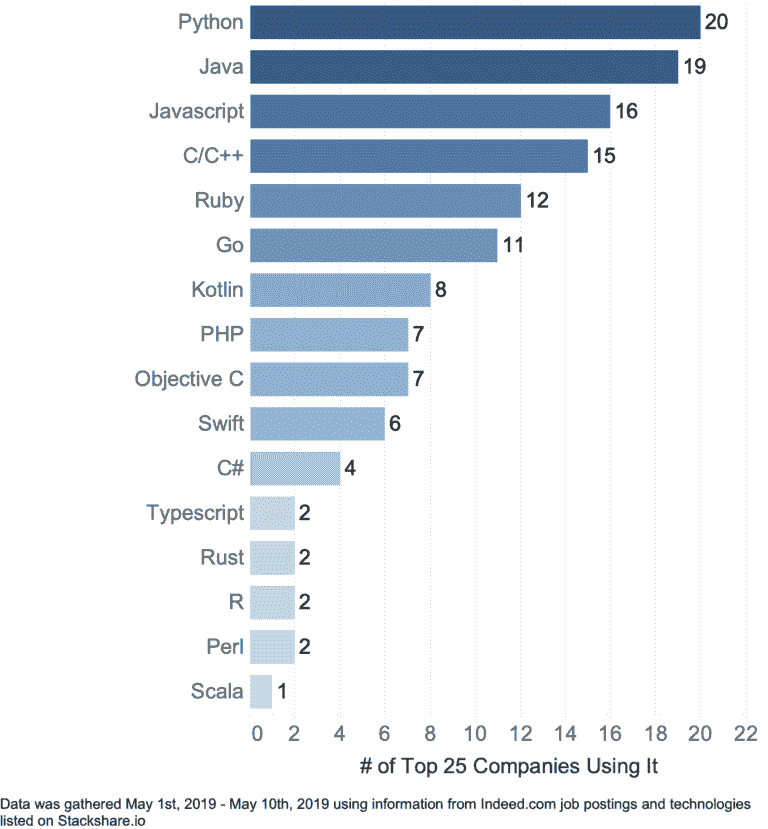 Python 20
Java 19
Javascript 16
C/C++ 15
Ruby 12
Go 11
Kotlin 8
PHP 7
Objective C 7
Swift 6
C# 4
Typescript 2
Rust 2
R 2
Perl 2
Scala 1
0 2 4 6 8 10 12 14 16 18 20 22
# of Top 25 Companies Using It
Data was gathered May 1st, 2019 - May 10th, 2019 using information from Indeed.com job postings and technologies
listed on Stackshare.io